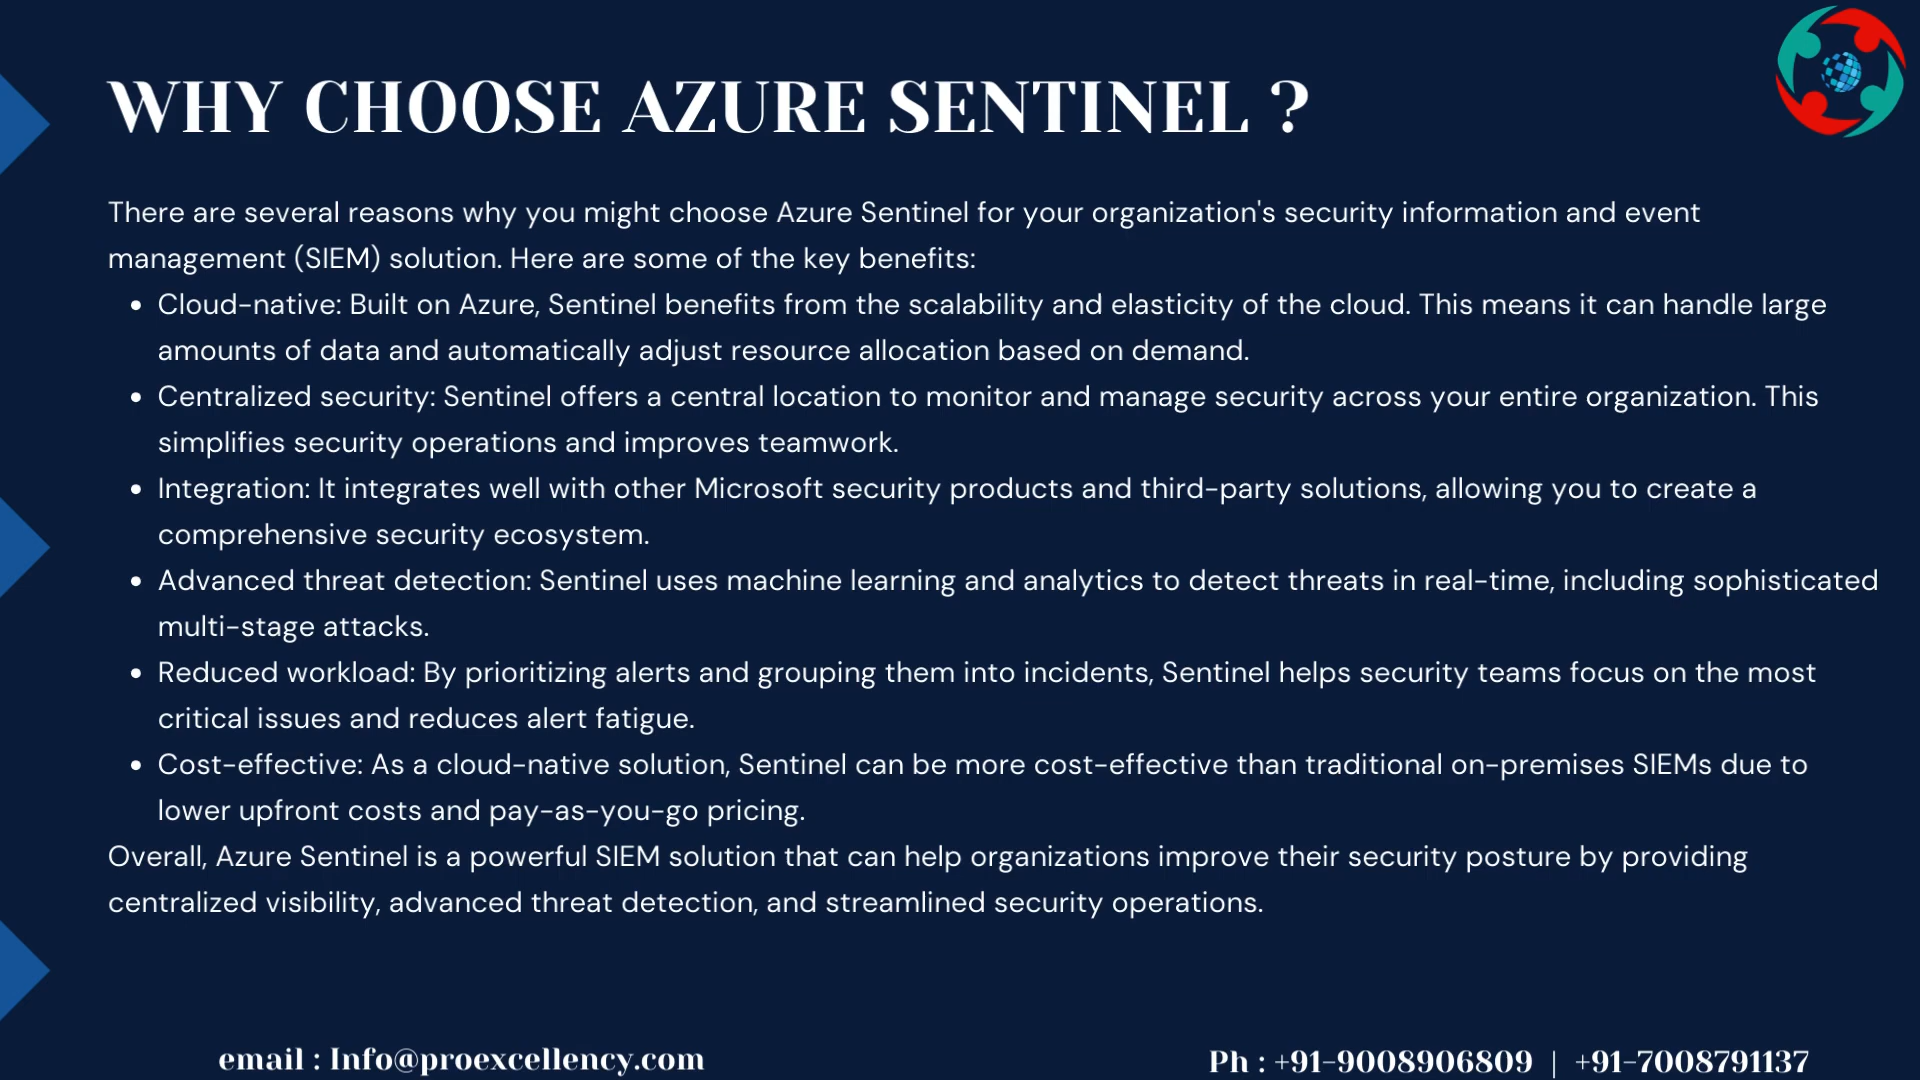 WHY CHOOSE AZURE SENTINEL ?
There are several reasons why you might choose Azure Sentinel for your organization's security information and event
management (SIEM) solution. Here are some of the key benefits:
• Cloud-native: Built on Azure, Sentinel benefits from the scalability and elasticity of the cloud. This means it can handle large
amounts of data and automatically adjust resource allocation based on demand.
• Centralized security: Sentinel offers a central location to monitor and manage security across your entire organization. This
simplifies security operations and improves teamwork.
• Integration: It integrates well with other Microsoft security products and third-party solutions, allowing you to create a
comprehensive security ecosystem.
• Advanced threat detection: Sentinel uses machine learning and analytics to detect threats in real-time, including sophisticated
multi-stage attacks.
• Reduced workload: By prioritizing alerts and grouping them into incidents, Sentinel helps security teams focus on the most
critical issues and reduces alert fatigue.
• Cost-effective: As a cloud-native solution, Sentinel can be more cost-effective than traditional on-premises SIEMs due to
lower upfront costs and pay-as-you-go pricing.
Overall, Azure Sentinel is a powerful SIEM solution that can help organizations improve their security posture by providing
centralized visibility, advanced threat detection, and streamlined security operations.
email : Info@proexcellency.com
Ph : +91-9008906809 | +91-7008791137